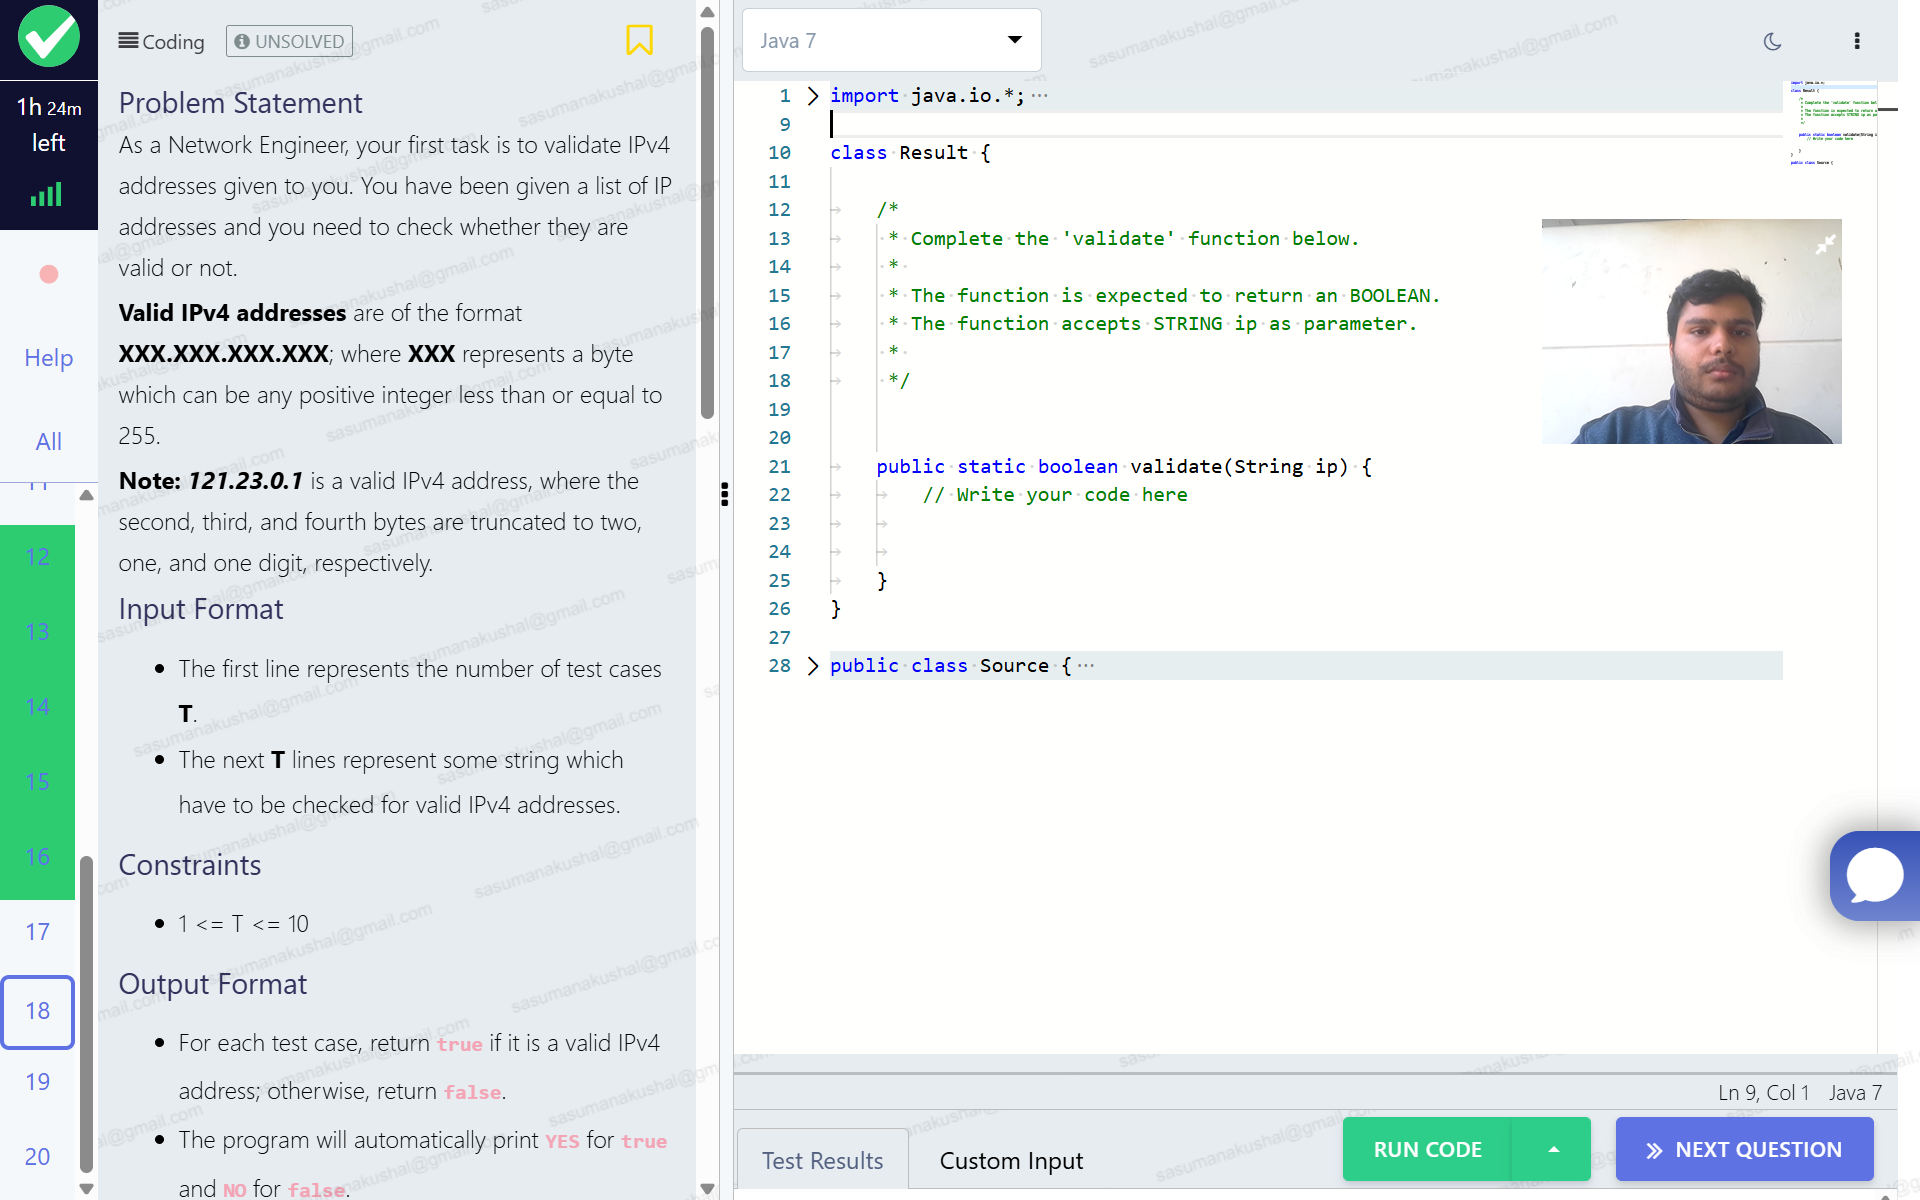 Coding
UNSOLVED
1h 24m
left
Help
All
11
12
13
14
15
16
17
18
19
20
Problem Statement
As a Network Engineer, your first task is to validate IPv4
addresses given to you. You have been given a list of IP
addresses and you need to check whether they are
valid or not.
Valid IPv4 addresses are of the format
XXX.XXX.XXX.XXX; where XXX represents a byte
which can be any positive integer less than or equal to
255.
Note: 121.23.0.1 is a valid IPv4 address, where the
second, third, and fourth bytes are truncated to two,
one, and one digit, respectively.
Input Format
• The first line represents the number of test cases
T.
• The next T lines represent some string which
have to be checked for valid IPv4 addresses.
Constraints
• 1 <= T <= 10
Output Format
• For each test case, return true if it is a valid IPv4
address; otherwise, return false.
• The program will automatically print YES for true
and NO for false.
sasumanakushal@gmail.com
Java 7
1 import java.io.*; ···
9
10 class Result {
11
12 /*
13 * Complete the 'validate' function below.
14 *
15 * The function is expected to return an BOOLEAN.
16 * The function accepts STRING ip as parameter.
17 *
18 */
19
20
21 public static boolean validate(String ip) {
22 // Write your code here
23
24
25 }
26 }
27
28 public class Source { ···
Ln 9, Col 1 Java 7
Test Results
Custom Input
RUN CODE
NEXT QUESTION